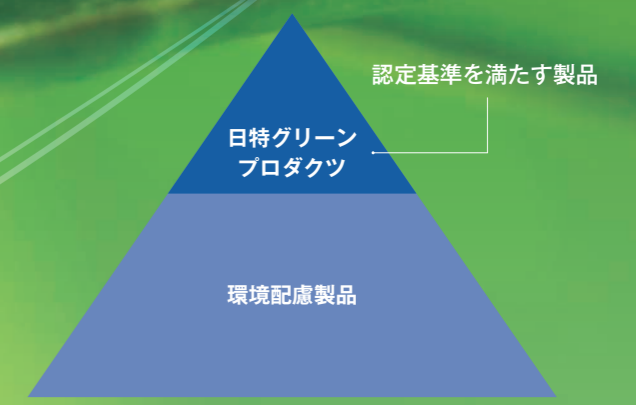 認定基準を満たす製品
日特グリーン
プロダクツ
環境配慮製品